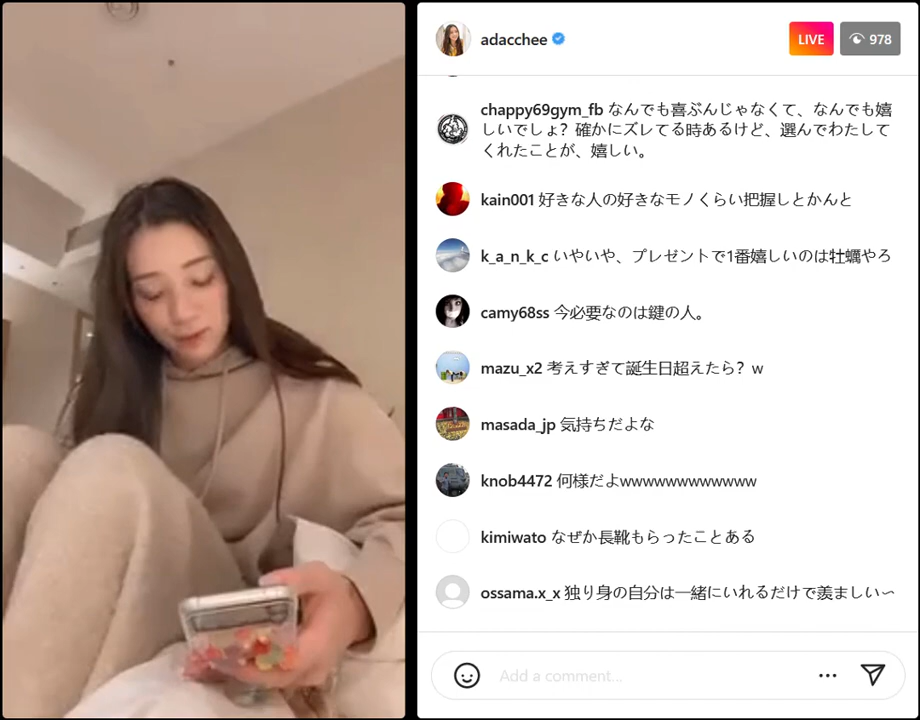 adacchee
LIVE
978
chappy69gym_fb なんでも喜ぶんじゃなくて、なんでも嬉
しいでしょ？確かにズレてる時あるけど、選んでわたして
くれたことが、嬉しい。
kain001 好きな人の好きなモノくらい把握しとかんと
k_a_n_k_c いやいや、プレゼントで1番嬉しいのは牡蠣やろ
camy68ss 今必要なのは鍵の人。
mazu_x2 考えすぎて誕生日超えたら？w
masada_jp 気持ちだよな
knob4472 何様だよwwwwwwwwwwww
kimiwato なぜか長靴もらったことある
ossama.x_x 独り身の自分は一緒にいれるだけで羨ましい〜
Add a comment...